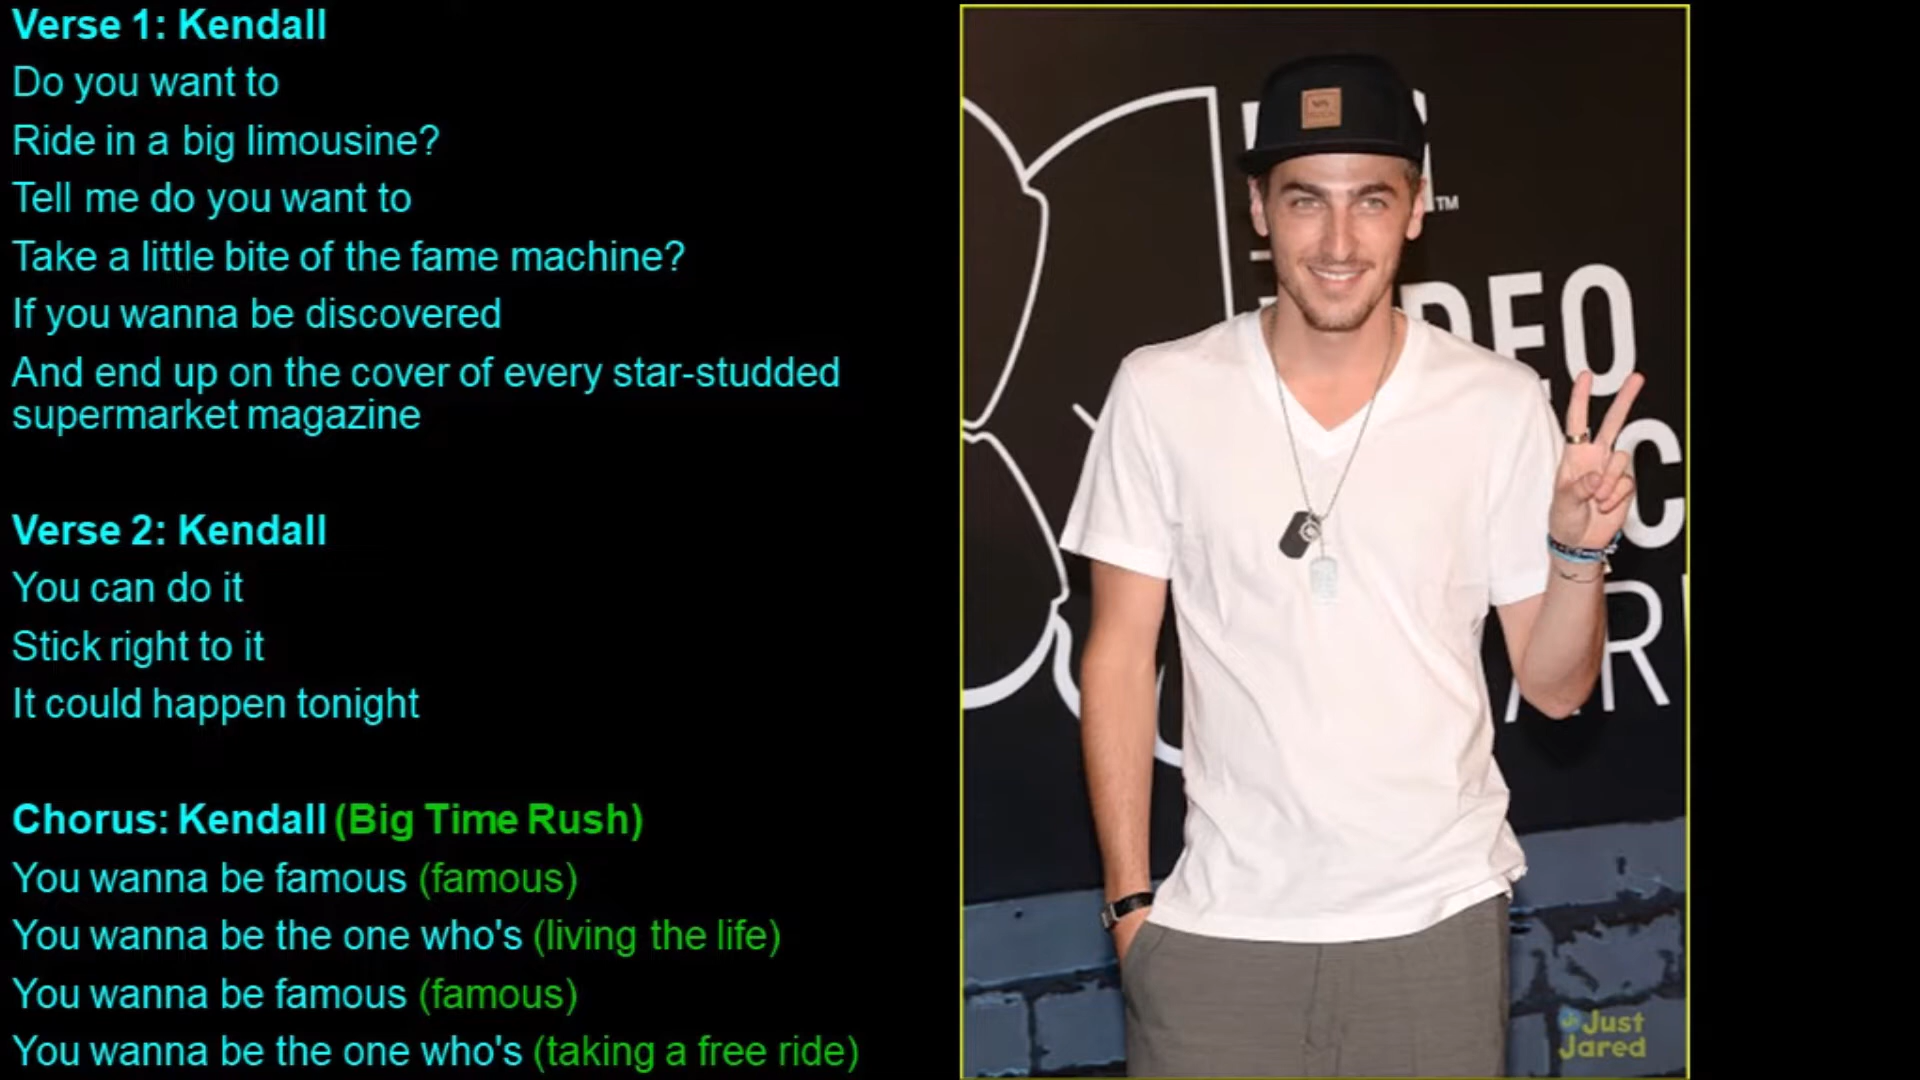 Verse 1: Kendall
Do you want to
Ride in a big limousine?
Tell me do you want to
Take a little bite of the fame machine?
If you wanna be discovered
And end up on the cover of every star-studded
supermarket magazine
Verse 2: Kendall
You can do it
Stick right to it
It could happen tonight
Chorus: Kendall (Big Time Rush)
You wanna be famous (famous)
You wanna be the one who's (living the life)
You wanna be famous (famous)
You wanna be the one who's (taking a free ride)
TM
Just
Jared